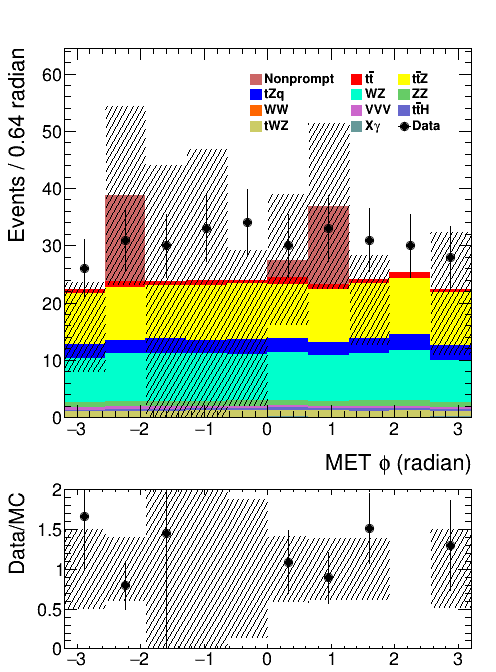 Events / 0.64 radian
60
50
40
30
20
10
0
Nonprompt tt̄ tt̄Z
tZq WZ ZZ
WW VVV tt̄H
tWZ Xγ Data
−3 −2 −1 0 1 2 3
MET ϕ (radian)
Data/MC
2
1.5
1
0.5
0
−3 −2 −1 0 1 2 3